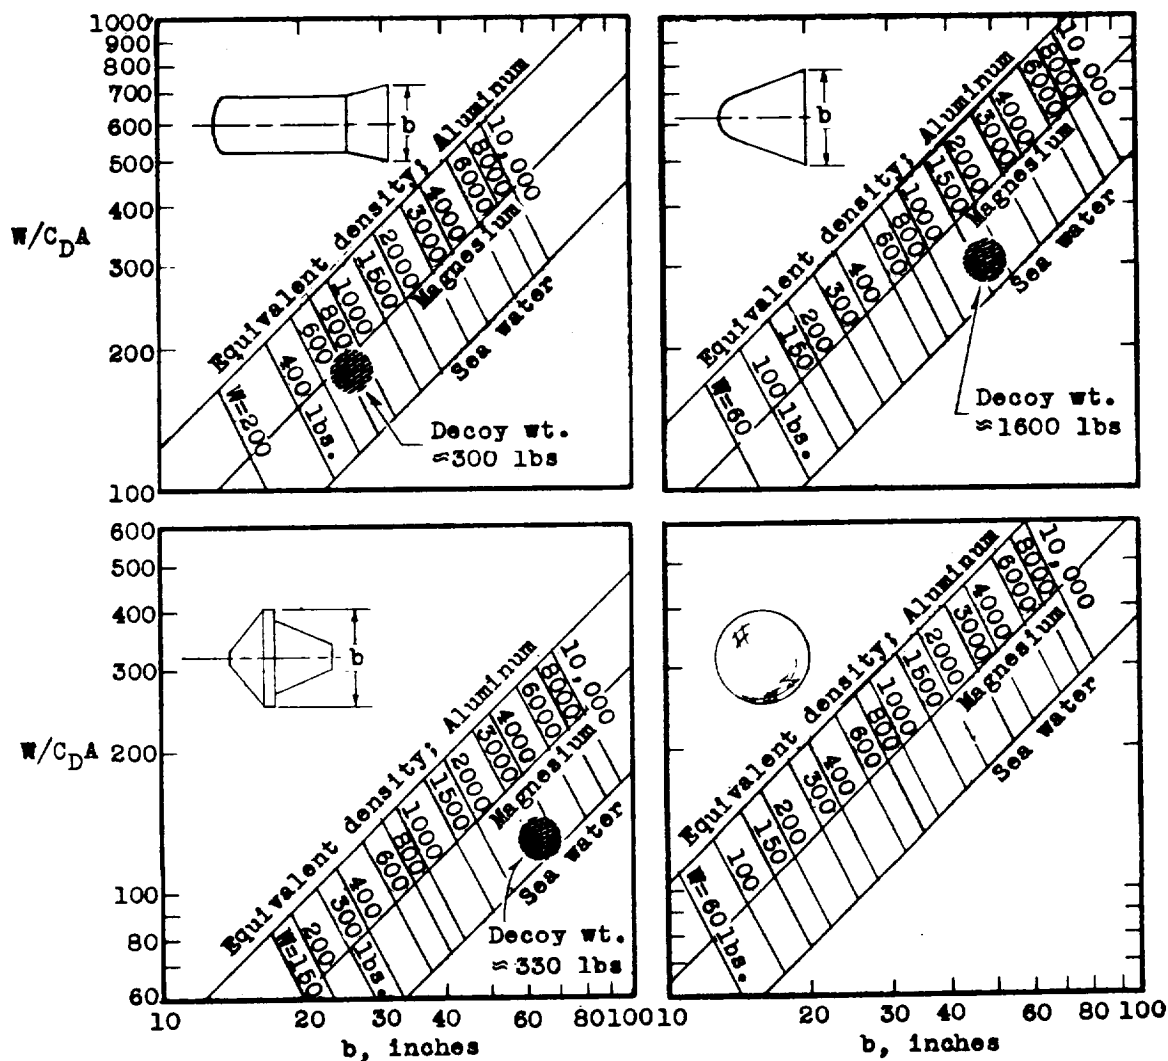 1000
900
800
700
600
500
400
300
200
100
W/C_DA
b
Equivalent density; Aluminum
Magnesium
Sea water
W=200
400 lbs.
600
800
1000
1500
2000
3000
4000
6000
8000
10,000
Decoy wt.
≈300 lbs
b
Equivalent density; Aluminum
Magnesium
Sea water
W=60
100 lbs.
150
200
300
400
600
800
1000
1500
2000
3000
4000
6000
8000
10,000
Decoy wt.
≈1600 lbs
10 20 30 40 60 80 100
600
500
400
300
200
100
80
60
W/C_DA
b
Equivalent density; Aluminum
Magnesium
Sea water
W=150
200
300 lbs.
400
600
800
1000
1500
2000
3000
4000
6000
8000
10,000
Decoy wt.
≈330 lbs
10 20 30 40 60 80 100
b, inches
Equivalent density; Aluminum
Magnesium
Sea water
W=60 lbs.
100
150
200
300
400
600
800
1000
1500
2000
3000
4000
6000
8000
10,000
10 20 30 40 60 80 100
b, inches